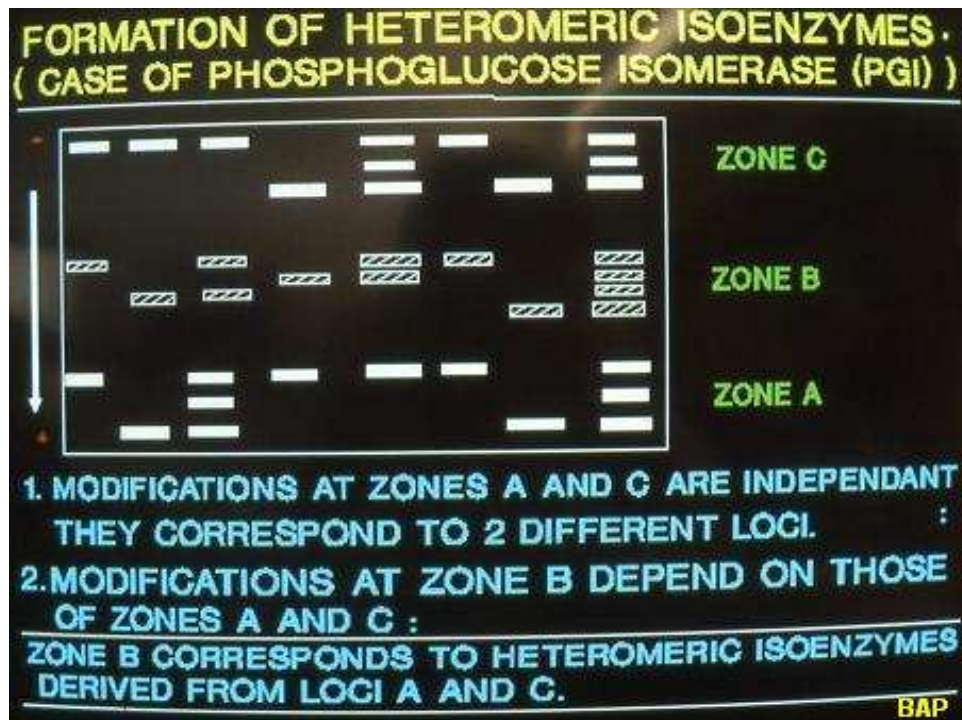 FORMATION OF HETEROMERIC ISOENZYMES.
( CASE OF PHOSPHOGLUCOSE ISOMERASE (PGI) )
ZONE C
ZONE B
ZONE A
1. MODIFICATIONS AT ZONES A AND C ARE INDEPENDANT :
THEY CORRESPOND TO 2 DIFFERENT LOCI.
2. MODIFICATIONS AT ZONE B DEPEND ON THOSE
OF ZONES A AND C :
ZONE B CORRESPONDS TO HETEROMERIC ISOENZYMES
DERIVED FROM LOCI A AND C.
BAP